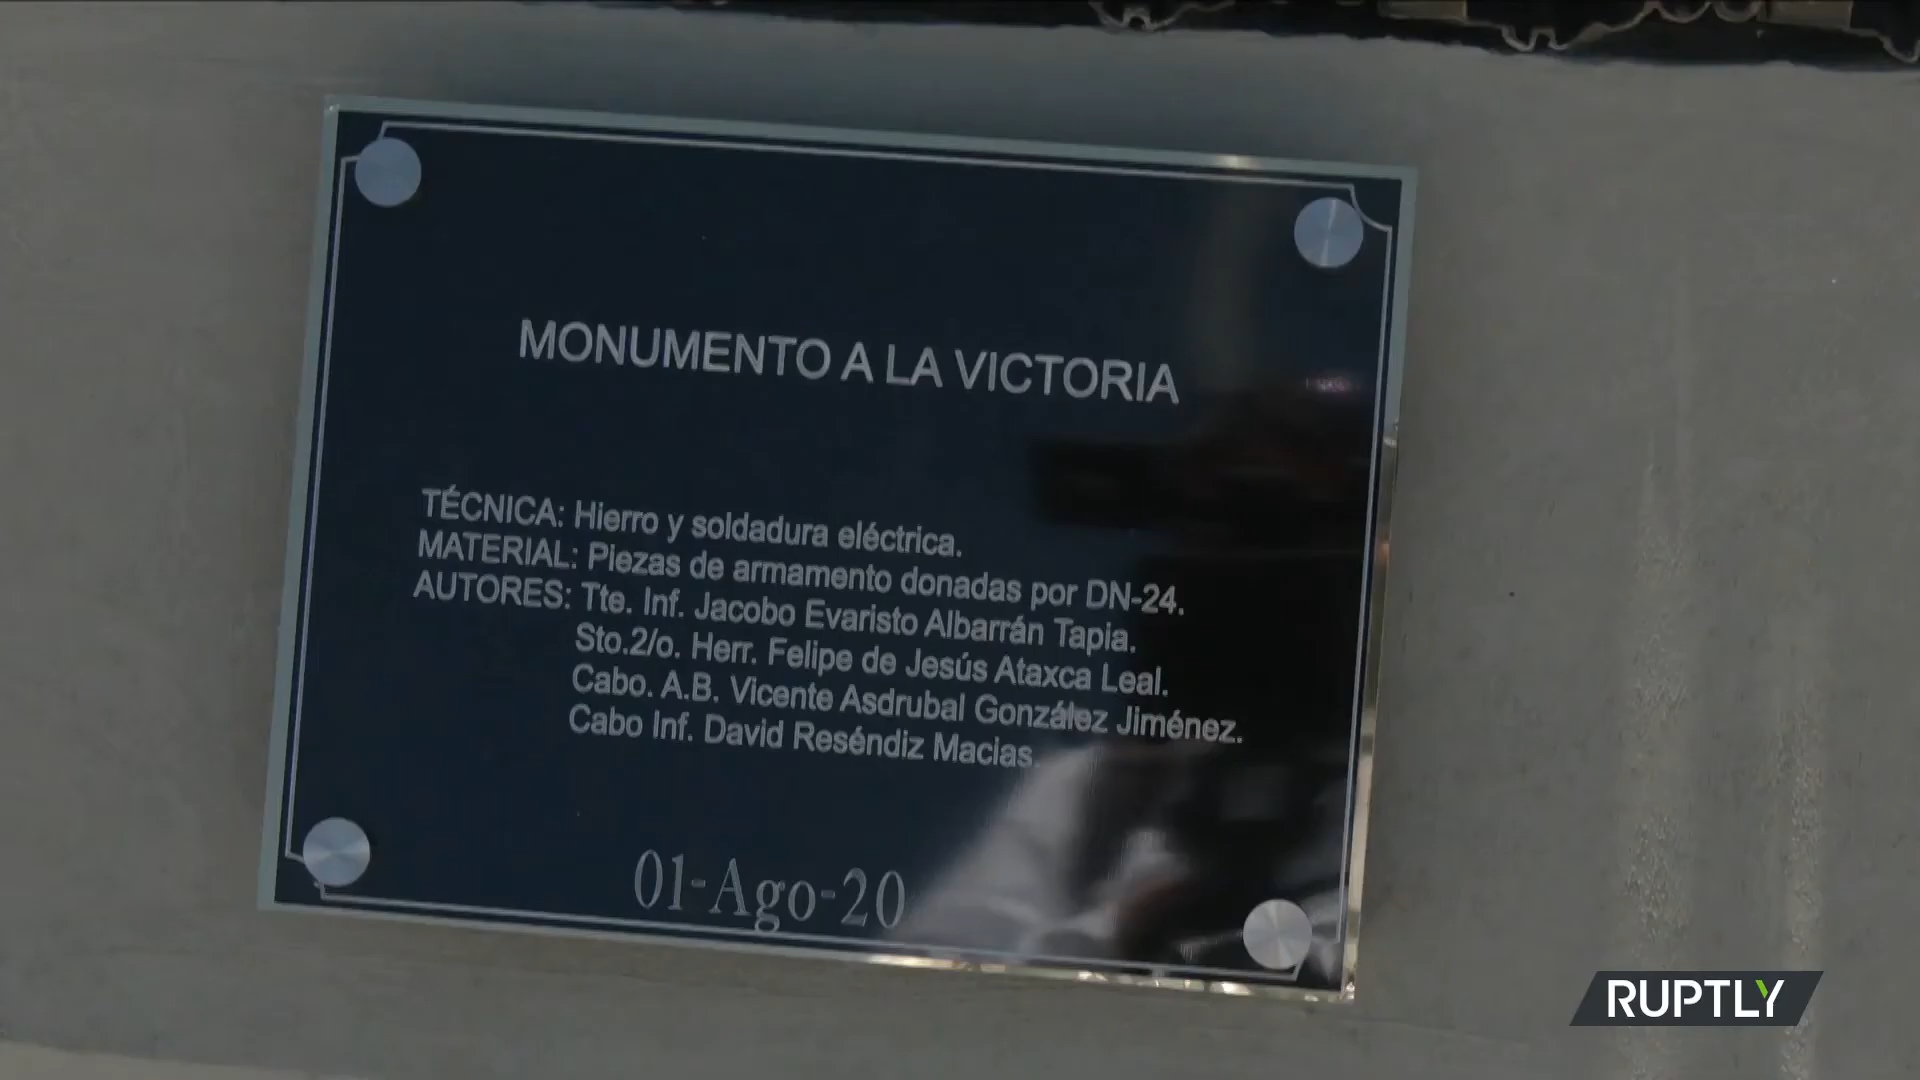 MONUMENTO A LA VICTORIA
TÉCNICA: Hierro y soldadura eléctrica.
MATERIAL: Piezas de armamento donadas por DN-24.
AUTORES: Tte. Inf. Jacobo Evaristo Albarrán Tapia.
Sto.2/o. Herr. Felipe de Jesús Ataxca Leal.
Cabo. A.B. Vicente Asdrubal González Jiménez.
Cabo Inf. David Reséndiz Macias.
01-Ago-20
RUPTLY